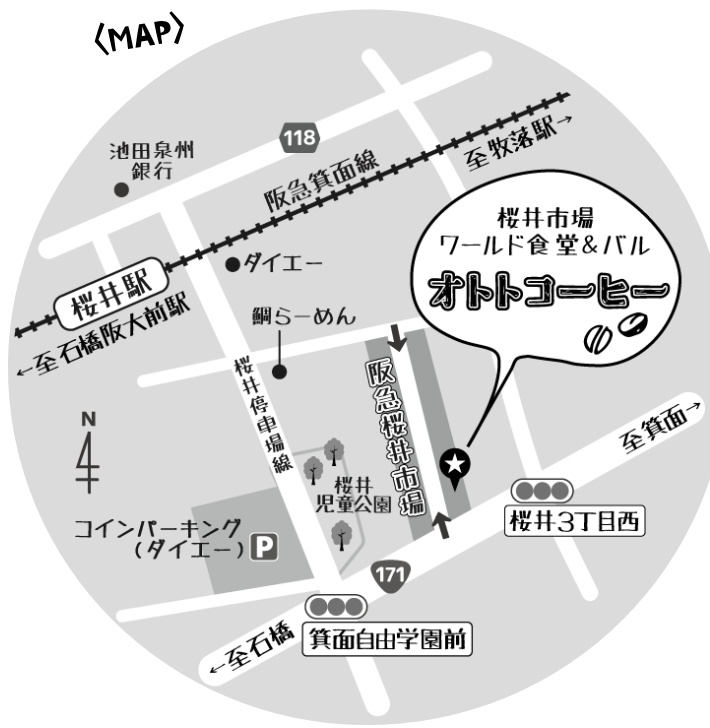 〈MAP〉
118
池田泉州
銀行
阪急箕面線
至牧落駅→
桜井市場
ワールド食堂&バル
オトトコーヒー
ダイエー
桜井駅
←至石橋阪大前駅
鯛らーめん
桜井停車場線
阪急桜井市場
N
至箕面→
桜井
児童公園
桜井3丁目西
コインパーキング
(ダイエー)
P
171
←至石橋
箕面自由学園前